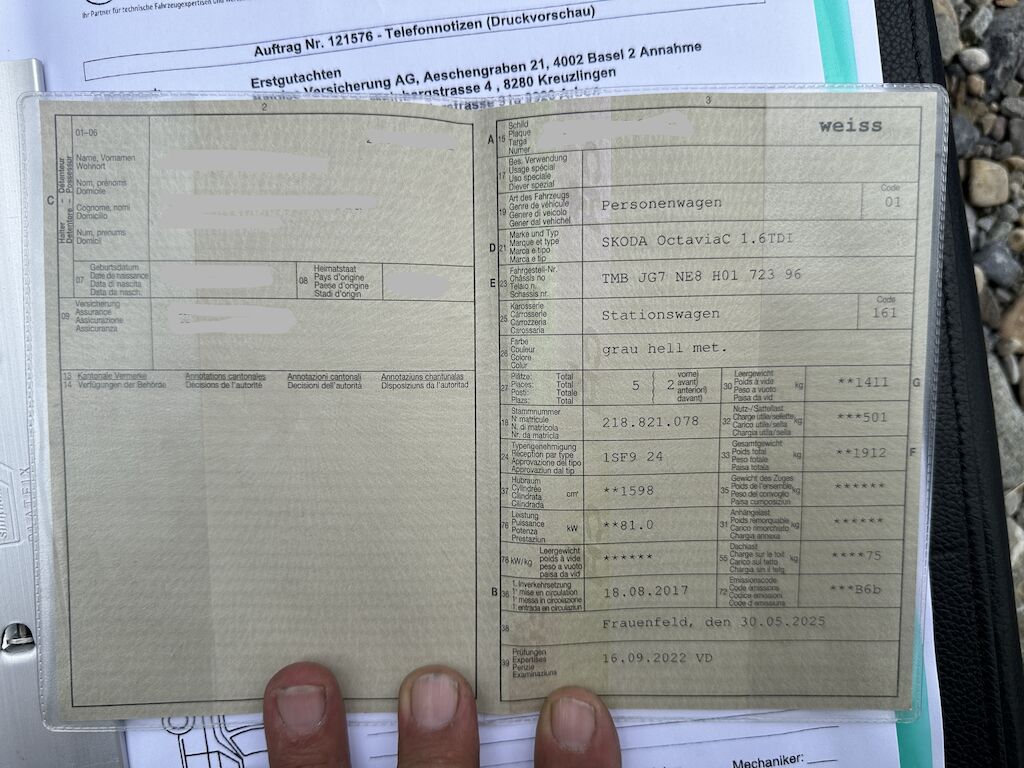 Ihr Partner für technische Fahrzeugexpertisen und
Auftrag Nr. 121576 - Telefonnotizen (Druckvorschau)
Erstgutachten
Versicherung AG, Aeschengraben 21, 4002 Basel 2 Annahme
bergstrasse 4 , 8280 Kreuzlingen
2
01-06
C
Halter - Détenteur
Detentore - Possessur
Name, Vornamen
Wohnort
Nom, prénoms
Domicile
Cognome, nomi
Domicilio
Num, prenums
Domicil
07
Geburtsdatum
Date de naissance
Data di nascita
Data da nasch.
08
Heimatstaat
Pays d'origine
Paese d'origine
Stadi d'origin
09
Versicherung
Assurance
Assicurazione
Assicuranza
13 Kantonale Vermerke Annotations cantonales Annotazioni cantonali Annotaziuns chantunalas
14 Verfügungen der Behörde Décisions de l'autorité Decisioni dell'autorità Disposiziuns da l'autoritad
3
A
15
Schild
Plaque
Targa
Numer
weiss
17
Bes. Verwendung
Usage spécial
Uso speciale
Diever spezial
19
Art des Fahrzeugs
Genre de véhicule
Genere di veicolo
Gener dal vehichel
Personenwagen
Code
01
D
21
Marke und Typ
Marque et type
Marca e tipo
Marca e tip
SKODA OctaviaC 1.6TDI
E
23
Fahrgestell-Nr.
Châssis no
Telaio n.
Schassis nr.
TMB JG7 NE8 H01 723 96
25
Karosserie
Carrosserie
Carrozzeria
Carossaria
Stationswagen
Code
161
26
Farbe
Couleur
Colore
Colur
grau hell met.
27
Plätze: Total
Places: Total
Posti: Totale
Plazs: Total
5
2
vorne)
avant)
anteriori)
davant)
30
Leergewicht
Poids à vide
Peso a vuoto
Paisa da vid
kg
**1411
G
18
Stammnummer
N° matricule
N. di matricola
Nr. da matricla
218.821.078
32
Nutz-/Sattellast
Charge utile/sellette
Carico utile/sella
Chargia utila/sella
kg
***501
24
Typengenehmigung
Réception par type
Approvazione del tipo
Approvaziun dal tip
1SF9 24
33
Gesamtgewicht
Poids total
Peso totale
Paisa totala
kg
**1912
F
37
Hubraum
Cylindrée
Cilindrata
Cilindrada
cm³
**1598
35
Gewicht des Zuges
Poids de l'ensemble
Peso del convoglio
Paisa cumposiziun
kg
******
76
Leistung
Puissance
Potenza
Prestaziun
kW
**81.0
31
Anhängelast
Poids remorquable
Carico rimorchiato
Chargia annexa
kg
******
78 kW/kg
Leergewicht
poids à vide
peso a vuoto
paisa da vid
******
55
Dachlast
Charge sur le toit
Carico sul tetto
Chargia sin il tetg
kg
****75
B
36
1. Inverkehrsetzung
1re mise en circulation
1a messa in circolazione
1. entrada en circulaziun
18.08.2017
72
Emissionscode
Code émissions
Codice emissioni
Code d'emissiuns
***B6b
38
Frauenfeld, den 30.05.2025
39
Prüfungen
Expertises
Perizie
Examinaziuns
16.09.2022 VD
Mechaniker: